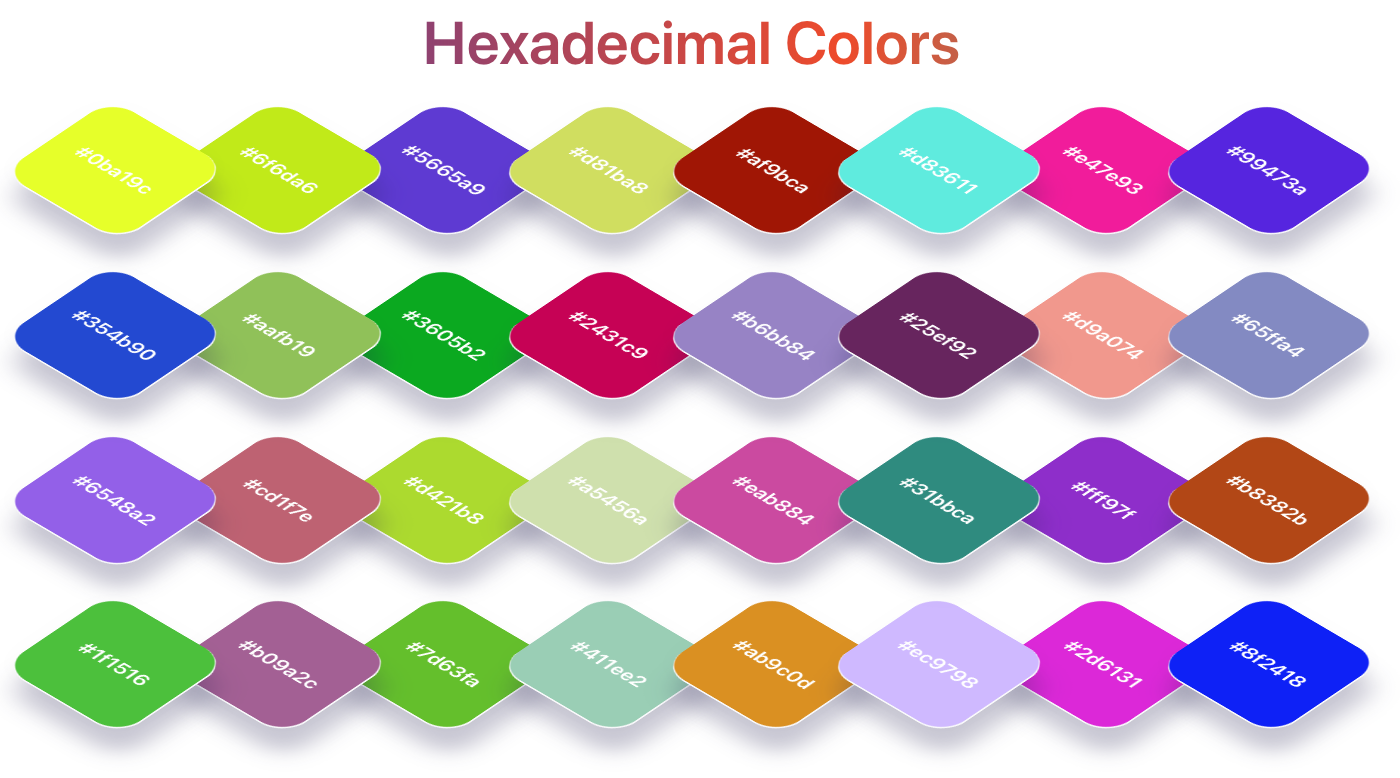 Hexadecimal Colors
#0ba19c
#6f6da6
#5665a9
#d81ba8
#af9bca
#d83611
#e47e93
#99473a
#354b90
#aafb19
#3605b2
#2431c9
#b6bb84
#25ef92
#d9a074
#65ffa4
#6548a2
#cd1f7e
#d421b8
#a5456a
#eab884
#31bbca
#fff97f
#b8382b
#1f1516
#b09a2c
#7d63fa
#411ee2
#ab9c0d
#ec9798
#2d6131
#8f2418